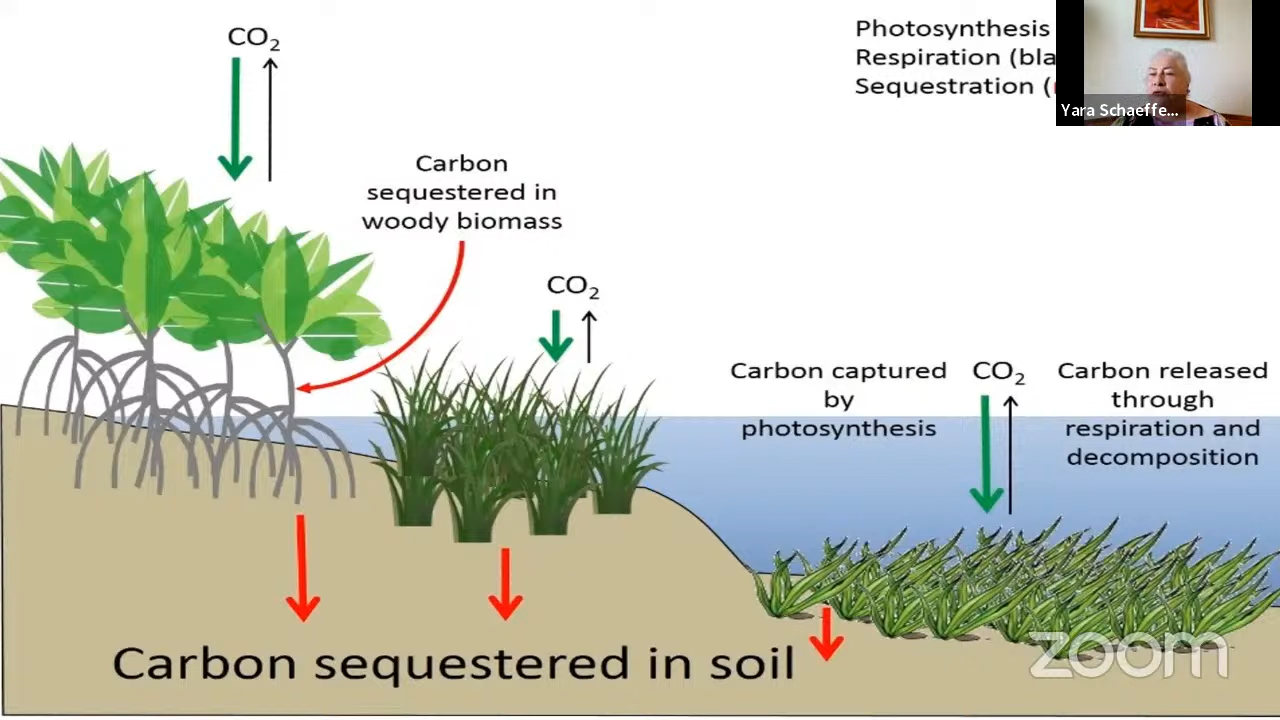 CO₂
Photosynthesis
Respiration (bla
Sequestration (
Yara Schaeffe...
Carbon
sequestered in
woody biomass
CO₂
Carbon captured
by
photosynthesis
CO₂
Carbon released
through
respiration and
decomposition
Carbon sequestered in soil
zoom